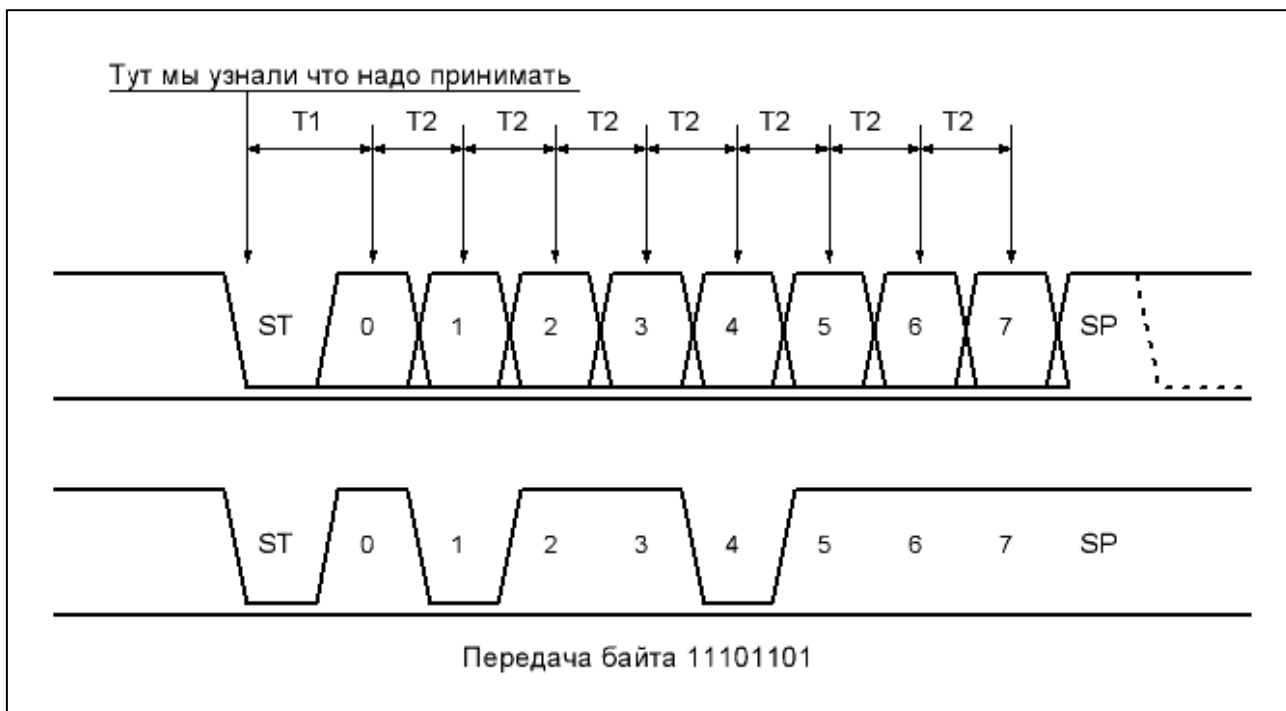 Тут мы узнали что надо принимать
T1 T2 T2 T2 T2 T2 T2 T2
ST 0 1 2 3 4 5 6 7 SP
ST 0 1 2 3 4 5 6 7 SP
Передача байта 11101101